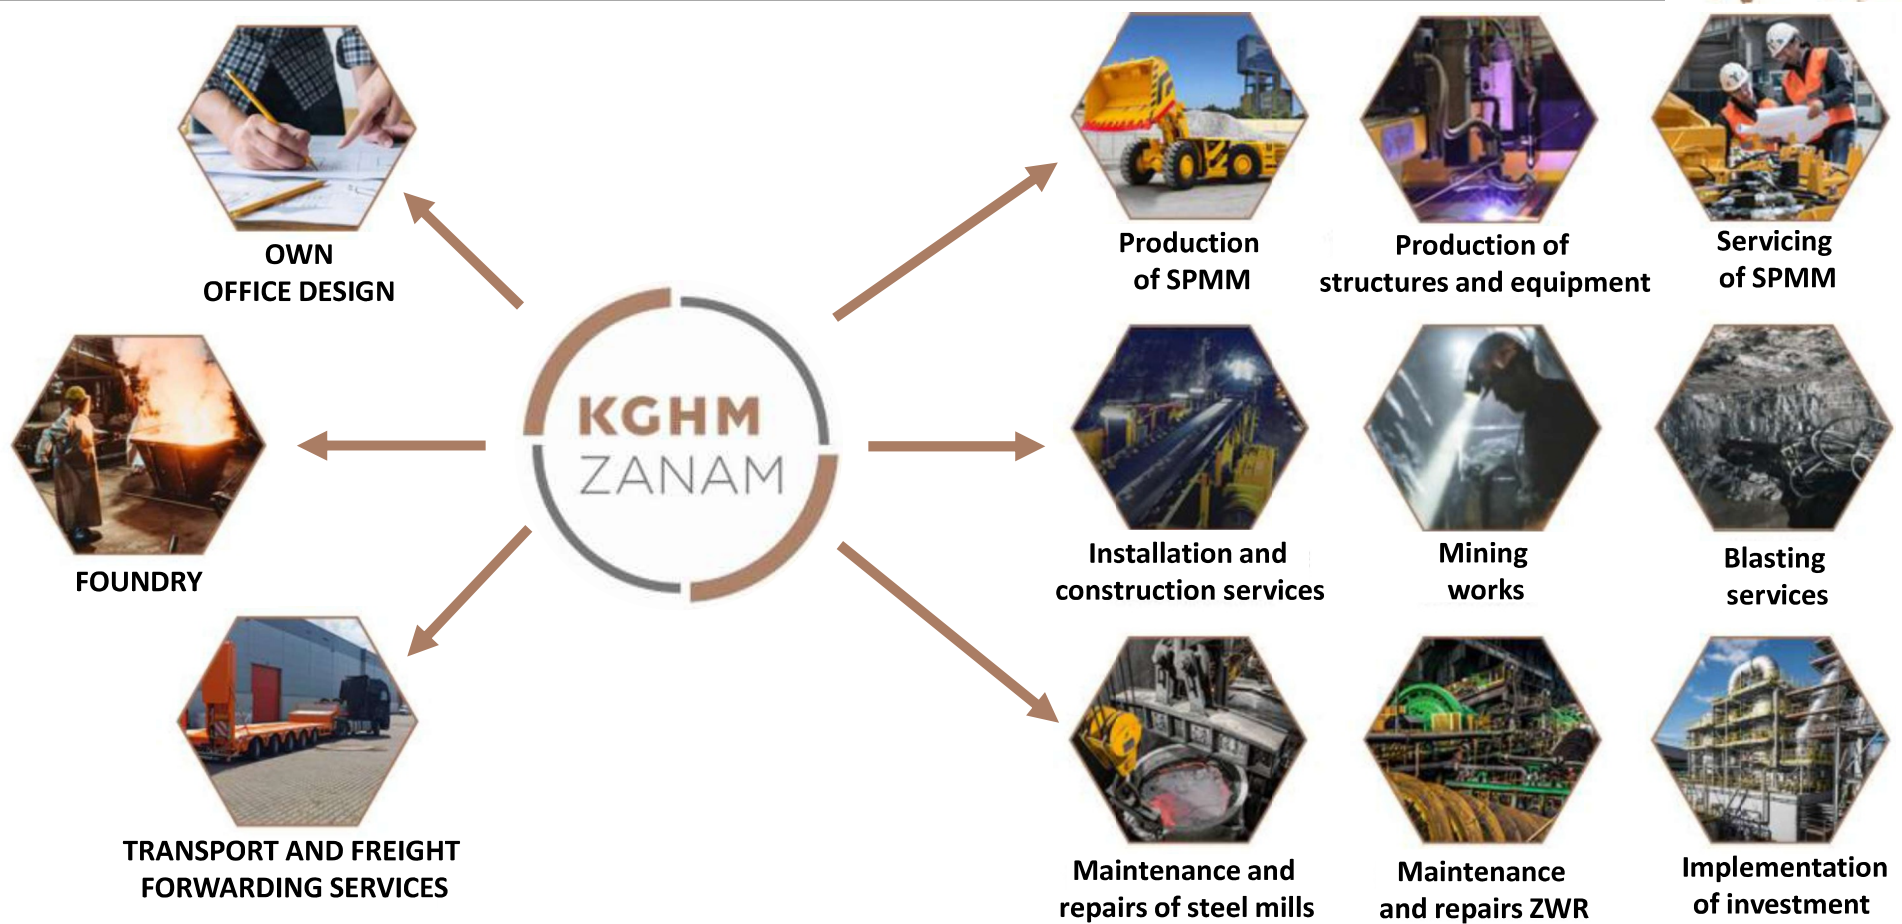 OWN
OFFICE DESIGN
FOUNDRY
TRANSPORT AND FREIGHT
FORWARDING SERVICES
KGHM
ZANAM
Production
of SPMM
Production of
structures and equipment
Servicing
of SPMM
Installation and
construction services
Mining
works
Blasting
services
Maintenance and
repairs of steel mills
Maintenance
and repairs ZWR
Implementation
of investment